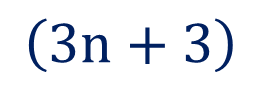 (3n + 3)